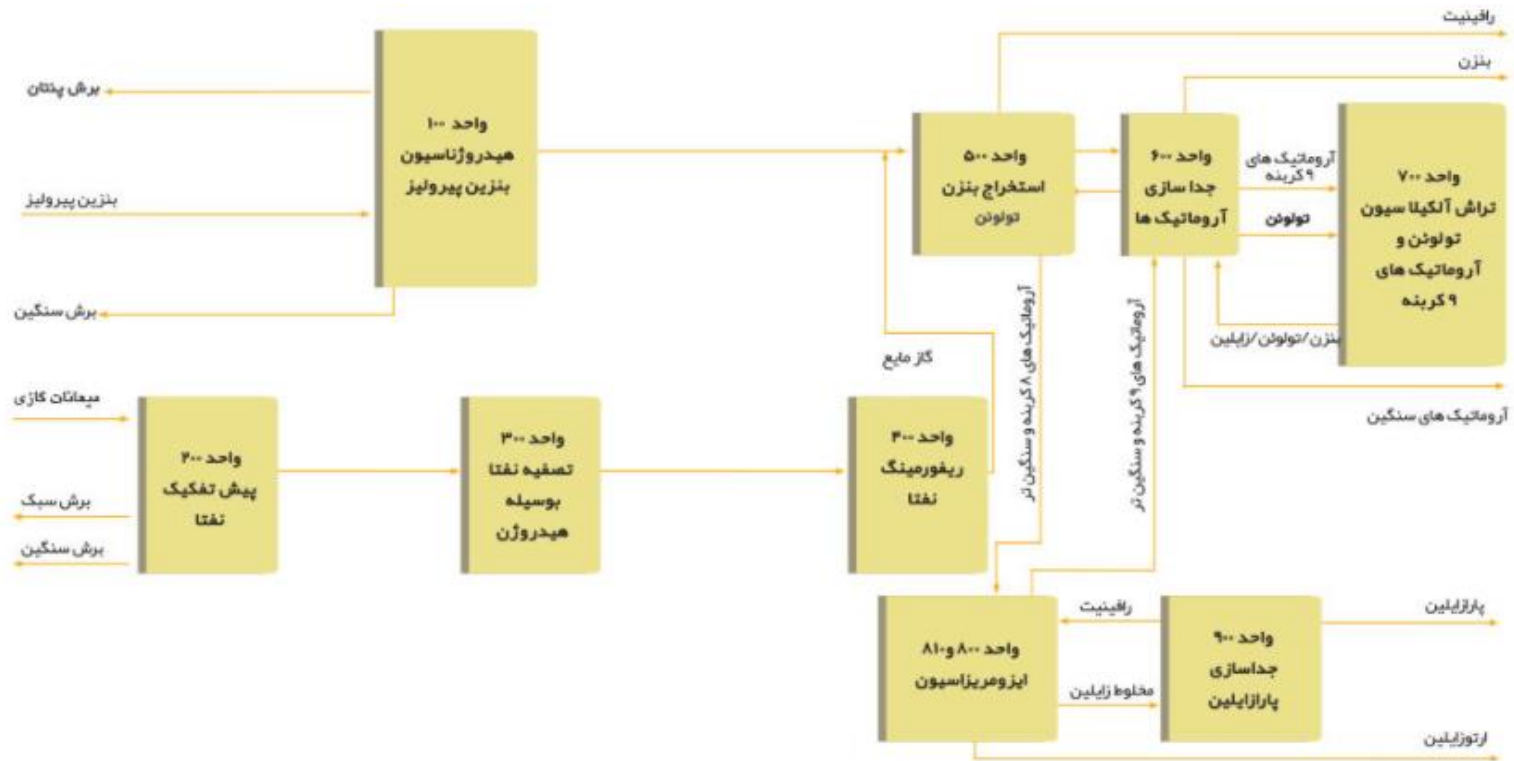 رافینیت
بنزن
برش پنتان
واحد ۱۰۰
هیدروژناسیون
بنزین پیرولیز
بنزین پیرولیز
برش سنگین
واحد ۵۰۰
استخراج بنزن
تولوئن
واحد ۶۰۰
جدا سازی
آروماتیک ها
آروماتیک های
۹ کربنه
تولوئن
واحد ۷۰۰
تراش آلکیلا سیون
تولوئن و
آروماتیک های
۹ کربنه
بنزن/تولوئن/زایلین
آروماتیک های سنگین
گاز مایع
آروماتیک های ۸ کربنه و سنگین تر
آروماتیک های ۹ کربنه و سنگین تر
میعانات گازی
واحد ۲۰۰
پیش تفکیک
نفتا
برش سبک
برش سنگین
واحد ۳۰۰
تصفیه نفتا
بوسیله
هیدروژن
واحد ۴۰۰
ریفورمینگ
نفتا
واحد ۸۰۰ و ۸۱۰
ایزومریزاسیون
رافینیت
مخلوط زایلین
واحد ۹۰۰
جداسازی
پارازایلین
پارازایلین
ارتوزایلین